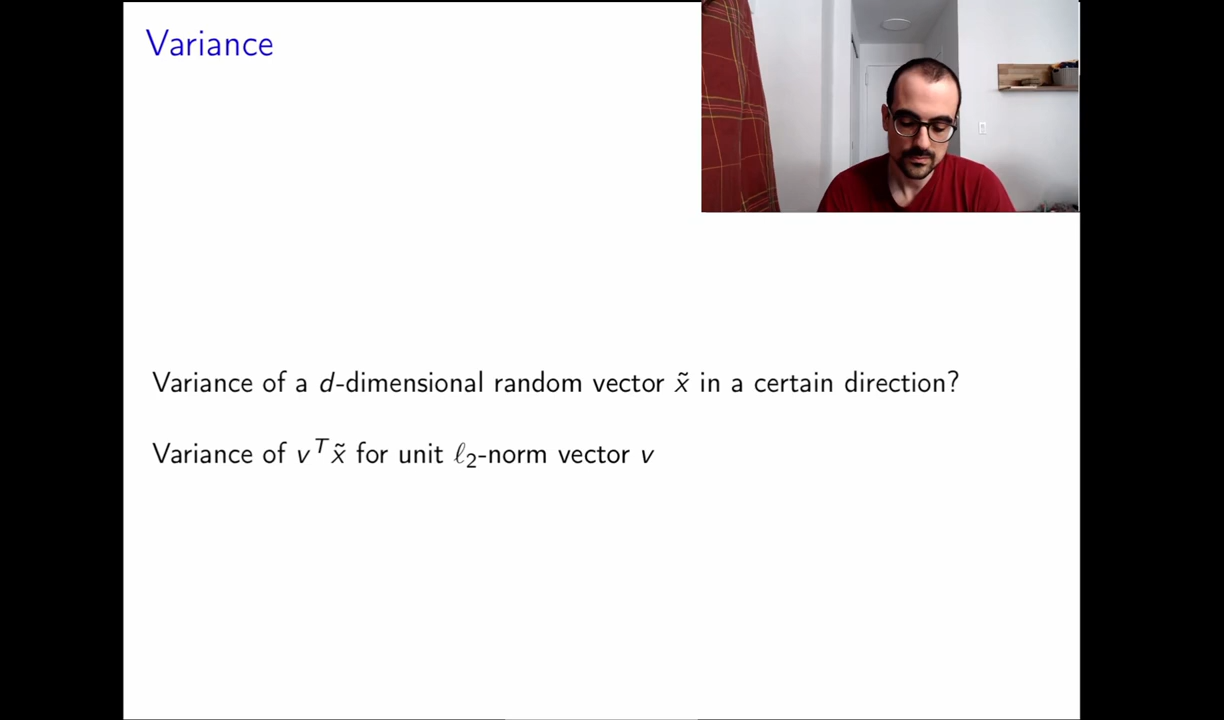 Variance
Variance of a d-dimensional random vector x̃ in a certain direction?
Variance of vᵀx̃ for unit ℓ₂-norm vector v